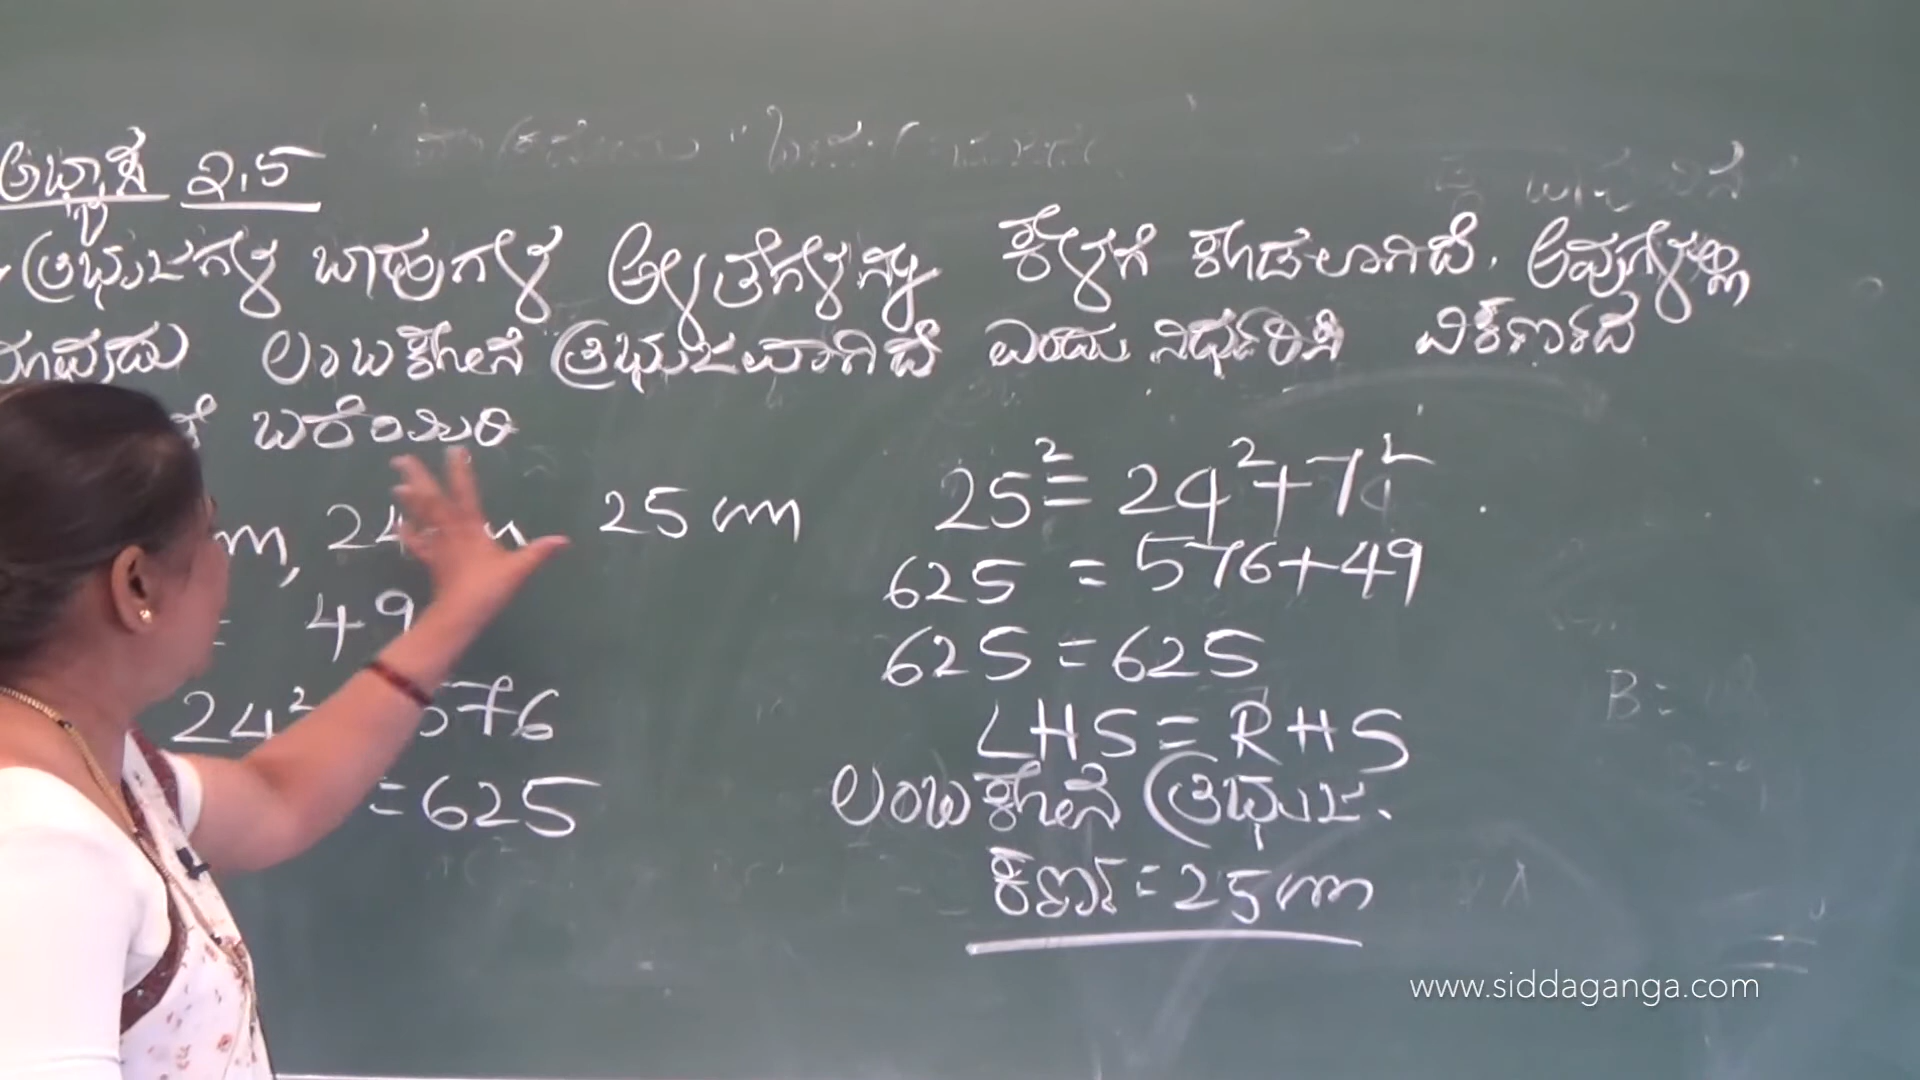 ಅಭ್ಯಾಸ 2.5
ತ್ರಿಭುಜಗಳ ಬಾಹುಗಳ ಅಳತೆಗಳನ್ನು ಕೆಳಗೆ ಕೊಡಲಾಗಿದೆ. ಅವುಗಳಲ್ಲಿ
ಲಂಬಕೋನ ತ್ರಿಭುಜವಾಗಿದೆ ಎಂದು ನಿರ್ಧರಿಸಿ ವಿಕರ್ಣದ
ಬರೆಯಿರಿ
m, 24 25 cm
= 49
24² 576
= 625
25² = 24² + 7²
625 = 576 + 49
625 = 625
LHS = RHS
ಲಂಬಕೋನ ತ್ರಿಭುಜ.
ಕರ್ಣ = 25 cm
www.siddaganga.com